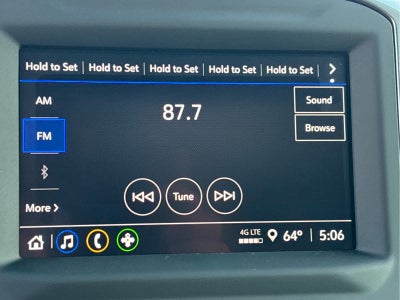 Hold to Set Hold to Set Hold to Set Hold to Set Hold to Set
AM
87.7
Sound
FM
Browse
Tune
More
4G LTE
64° 5:06